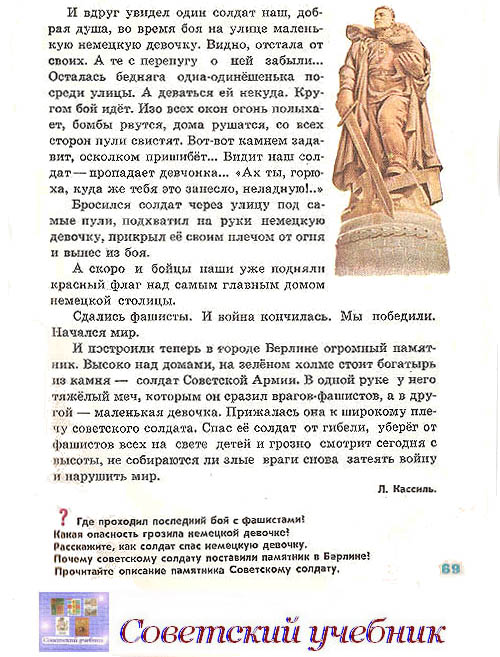 И вдруг увидел один солдат наш, доб-
рая душа, во время боя на улице малень-
кую немецкую девочку. Видно, отстала от
своих. А те с перепугу о ней забыли...
Осталась бедняга одна-одинёшенька по-
среди улицы. А деваться ей некуда. Кру-
гом бой идёт. Изо всех окон огонь полыха-
ет, бомбы рвутся, дома рушатся, со всех
сторон пули свистят. Вот-вот камнем зада-
вит, осколком пришибёт... Видит наш сол-
дат — пропадает девчонка... «Ах ты, горю-
ха, куда же тебя это занесло, неладную!..»
Бросился солдат через улицу под са-
мые пули, подхватил на руки немецкую
девочку, прикрыл её своим плечом от огня
и вынес из боя.
А скоро и бойцы наши уже подняли
красный флаг над самым главным домом
немецкой столицы.
Сдались фашисты. И война кончилась. Мы победили.
Начался мир.
И построили теперь в городе Берлине огромный памят-
ник. Высоко над домами, на зелёном холме стоит богатырь
из камня — солдат Советской Армии. В одной руке у него
тяжёлый меч, которым он сразил врагов-фашистов, а в дру-
гой — маленькая девочка. Прижалась она к широкому пле-
чу советского солдата. Спас её солдат от гибели, уберёг от
фашистов всех на свете детей и грозно смотрит сегодня с
высоты, не собираются ли злые враги снова затеять войну
и нарушить мир.
Л. Кассиль.
? Где проходил последний бой с фашистами?
Какая опасность грозила немецкой девочке?
Расскажите, как солдат спас немецкую девочку.
Почему советскому солдату поставили памятник в Берлине?
Прочитайте описание памятника Советскому солдату.
69
Советский учебник
Советский учебник